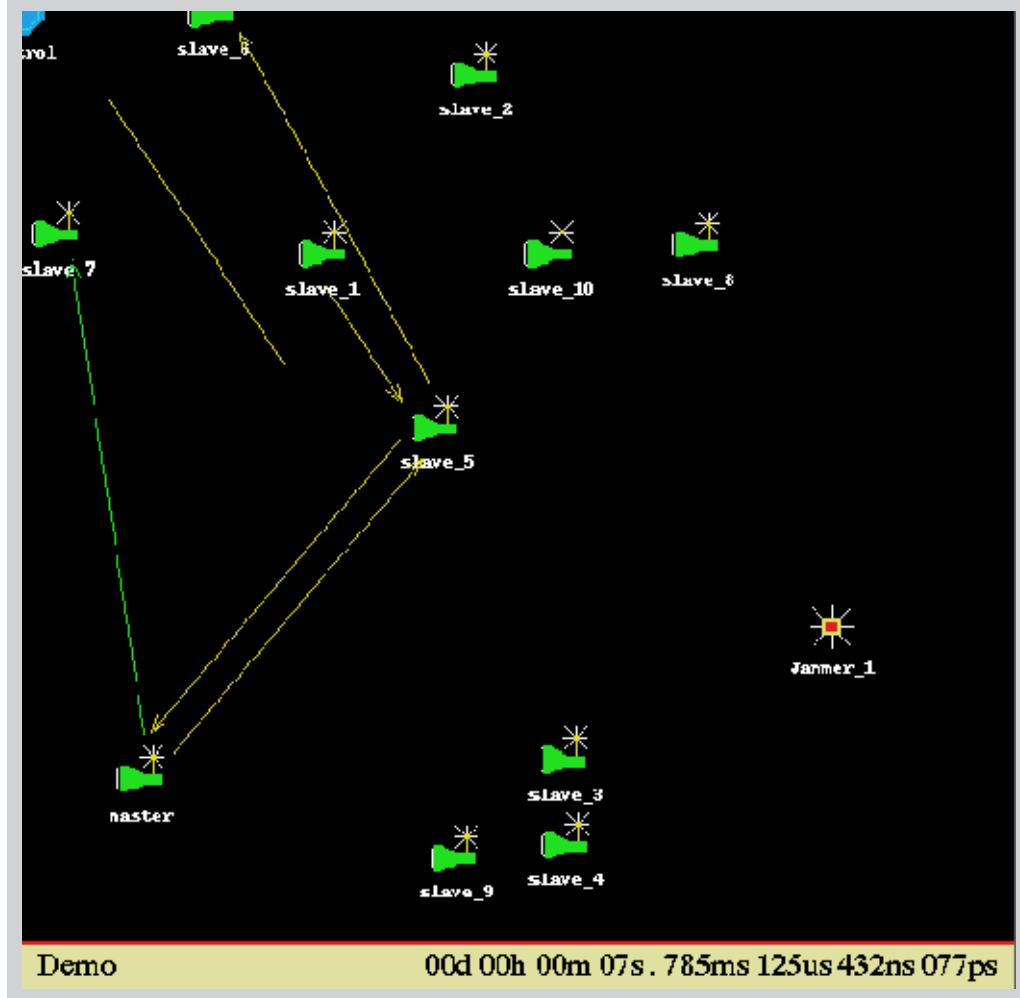 trol
slave_6
slave_2
slave_7
slave_1
slave_10
slave_8
slave_5
Jammer_1
master
slave_3
slave_9
slave_4
Demo 00d 00h 00m 07s . 785ms 125us 432ns 077ps